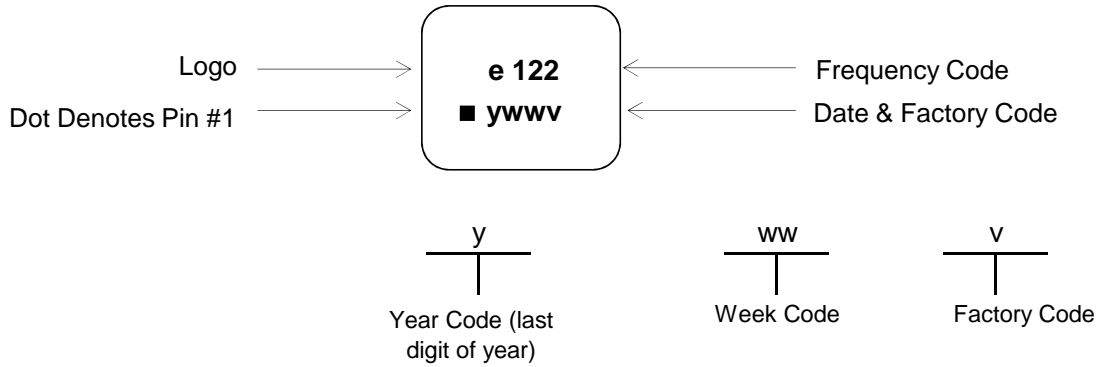 Logo
e 122
Frequency Code
Dot Denotes Pin #1
■ ywwv
Date & Factory Code
y
ww
v
Year Code (last
digit of year)
Week Code
Factory Code